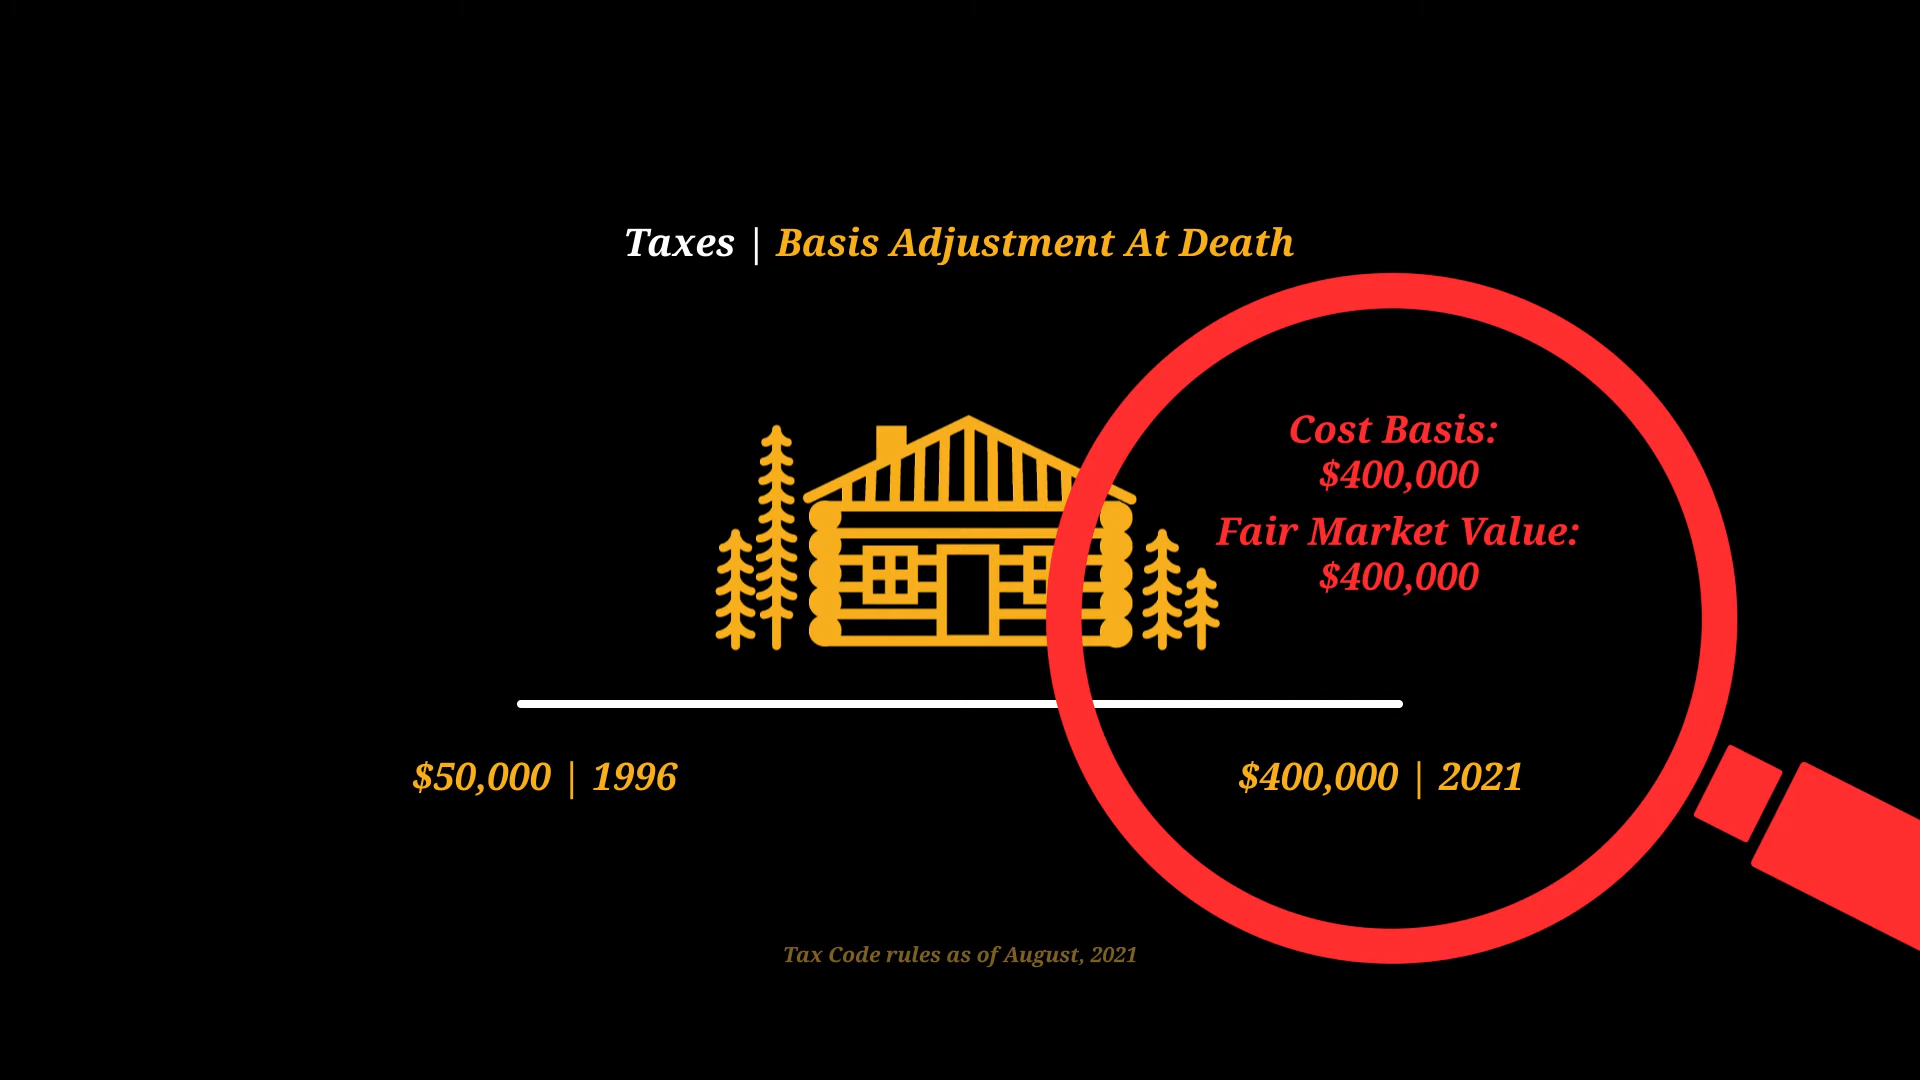 Taxes | Basis Adjustment At Death
Cost Basis:
$400,000
Fair Market Value:
$400,000
$50,000 | 1996
$400,000 | 2021
Tax Code rules as of August, 2021